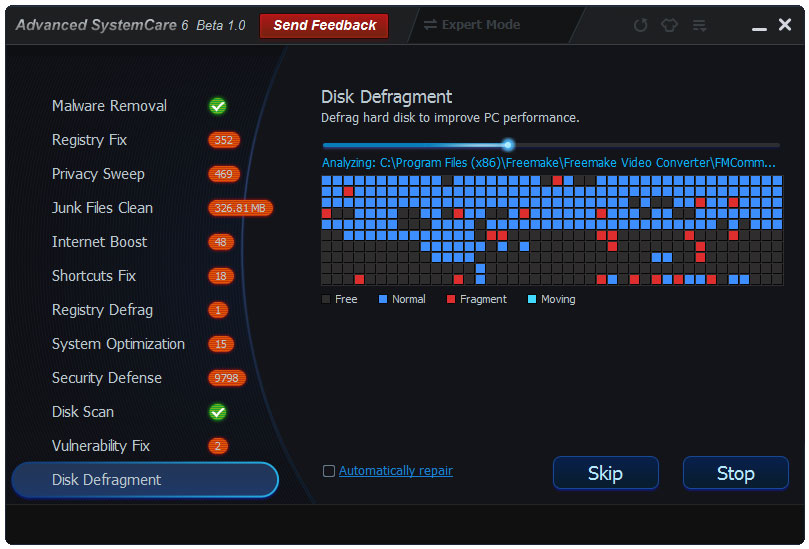 Advanced SystemCare 6 Beta 1.0 Send Feedback Expert Mode
Malware Removal
Registry Fix 352
Privacy Sweep 469
Junk Files Clean 326.81 MB
Internet Boost 48
Shortcuts Fix 18
Registry Defrag 1
System Optimization 15
Security Defense 9798
Disk Scan
Vulnerability Fix 2
Disk Defragment
Disk Defragment
Defrag hard disk to improve PC performance.
Analyzing: C:\Program Files (x86)\Freemake\Freemake Video Converter\FMComm...
Free Normal Fragment Moving
Automatically repair
Skip Stop